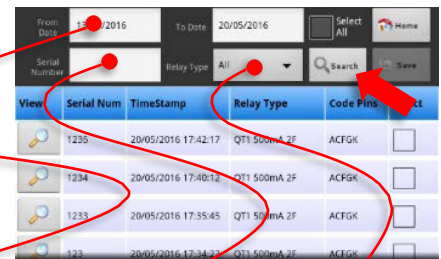 From Date 13 /2016 To Date 20/05/2016 Select All Home
Serial Number Relay Type All Search Save
View Serial Num TimeStamp Relay Type Code Pins ct
1235 20/05/2016 17:42:17 QT1 500mA 2F ACFGK
1234 20/05/2016 17:40:12 QT1 500mA 2F ACFGK
1233 20/05/2016 17:35:45 QT1 500mA 2F ACFGK
123 20/05/2016 17:34:27 QT1 500mA 2F ACFGK